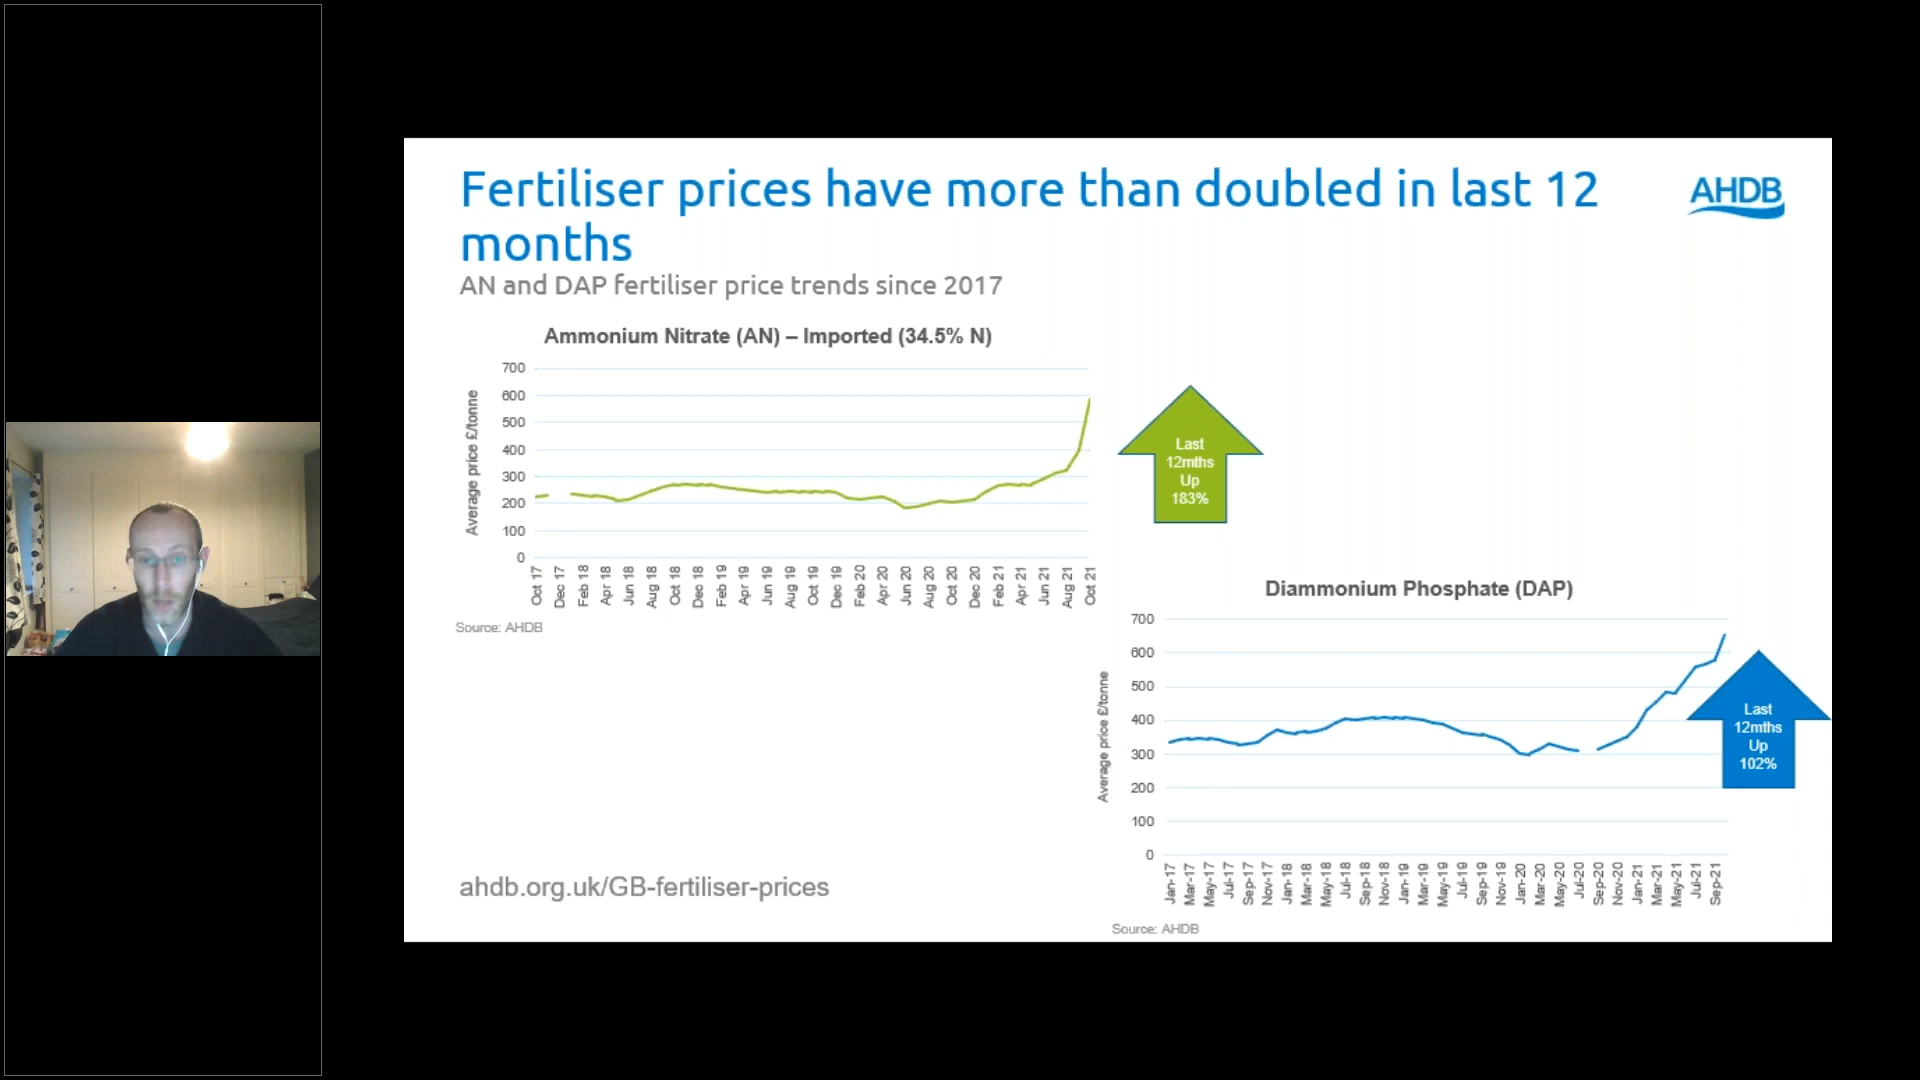 Fertiliser prices have more than doubled in last 12
months
AHDB
AN and DAP fertiliser price trends since 2017
Ammonium Nitrate (AN) – Imported (34.5% N)
Average price £/tonne
700
600
500
400
300
200
100
0
Oct 17
Dec 17
Feb 18
Apr 18
Jun 18
Aug 18
Oct 18
Dec 18
Feb 19
Apr 19
Jun 19
Aug 19
Oct 19
Dec 19
Feb 20
Apr 20
Jun 20
Aug 20
Oct 20
Dec 20
Feb 21
Apr 21
Jun 21
Aug 21
Oct 21
Source: AHDB
Last
12mths
Up
183%
Diammonium Phosphate (DAP)
Average price £/tonne
700
600
500
400
300
200
100
0
Jan-17
Mar-17
May-17
Jul-17
Sep-17
Nov-17
Jan-18
Mar-18
May-18
Jul-18
Sep-18
Nov-18
Jan-19
Mar-19
May-19
Jul-19
Sep-19
Nov-19
Jan-20
Mar-20
May-20
Jul-20
Sep-20
Nov-20
Jan-21
Mar-21
May-21
Jul-21
Sep-21
Last
12mths
Up
102%
Source: AHDB
ahdb.org.uk/GB-fertiliser-prices